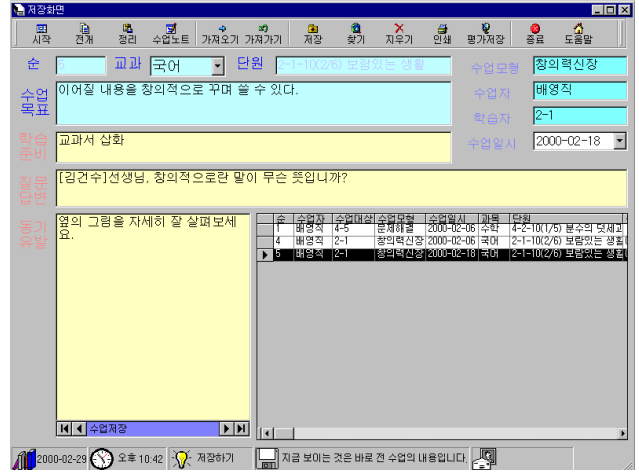 저장화면
시작 전개 정리 수업노트 가져오기 가져가기 저장 찾기 지우기 인쇄 평가저장 종료 도움말
순 5 교과 국어 단원 2-1-10(2/6) 보람있는 생활
수업모형 창의력신장
수업목표 이어질 내용을 창의적으로 꾸며 쓸 수 있다.
수업자 배영직
학습자 2-1
학습준비 교과서 삽화
수업일시 2000-02-18
질문답변 [김건수]선생님, 창의적으로란 말이 무슨 뜻입니까?
동기유발 옆의 그림을 자세히 잘 살펴보세
요.
순 수업자 수업대상 수업모형 수업일시 과목 단원
1 배영직 4-5 문제해결 2000-02-06 수학 4-2-10(1/5) 분수의 덧셈과
4 배영직 2-1 창의력신장 2000-02-06 국어 2-1-10(2/6) 보람있는 생활
5 배영직 2-1 창의력신장 2000-02-18 국어 2-1-10(2/6) 보람있는 생활
수업저장
2000-02-29 오후 10:42 저장하기 지금 보이는 것은 바로 전 수업의 내용입니다.